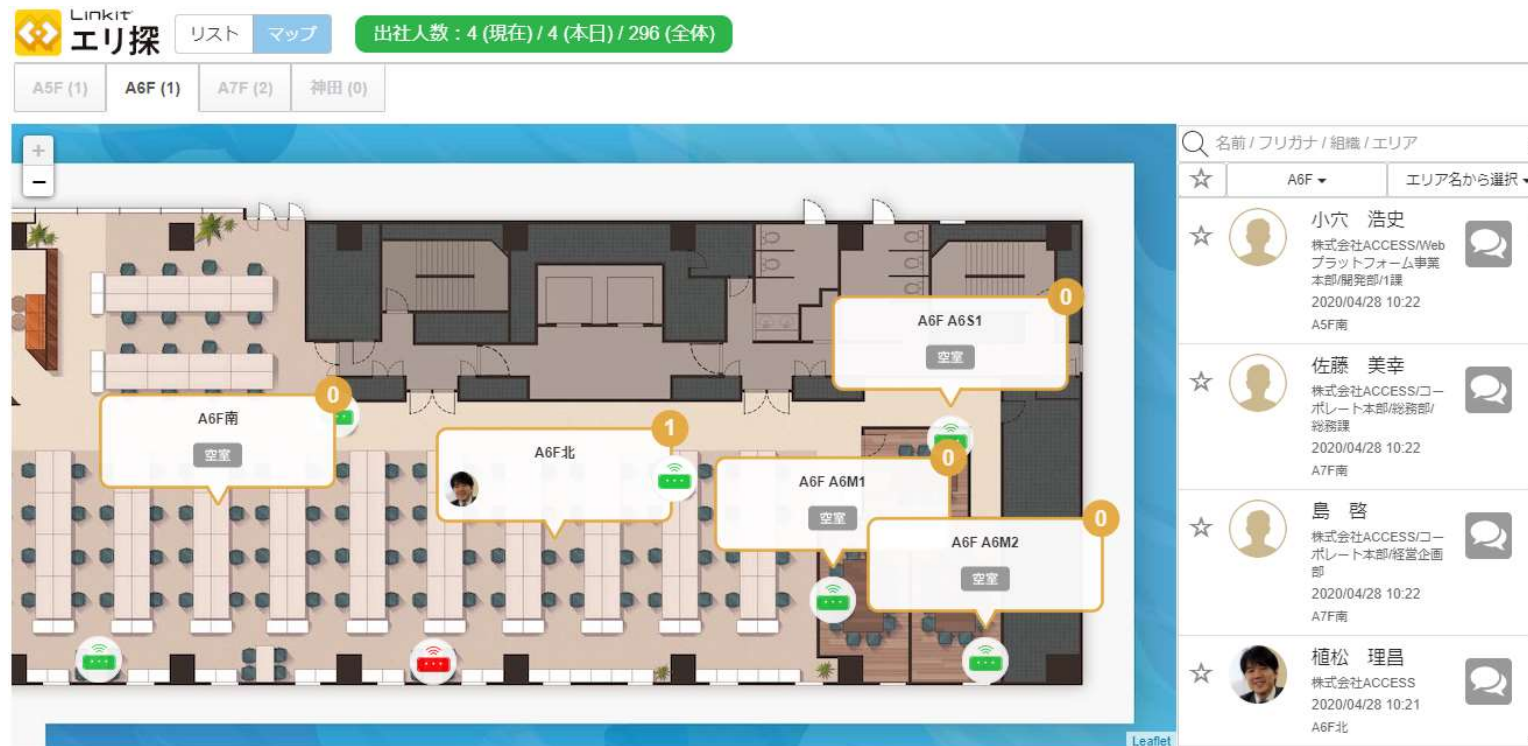 Linkit
エリ探
リスト
マップ
出社人数：4 (現在) / 4 (本日) / 296 (全体)
A5F (1)
A6F (1)
A7F (2)
神田 (0)
+
−
名前 / フリガナ / 組織 / エリア
A6F
エリア名から選択
0
A6F A6S1
空室
0
A6F南
空室
1
A6F北
0
A6F A6M1
空室
0
A6F A6M2
空室
Leaflet
小穴　浩史
株式会社ACCESS/Web
プラットフォーム事業
本部/開発部/1課
2020/04/28 10:22
A5F南
佐藤　美幸
株式会社ACCESS/コー
ポレート本部/総務部/
総務課
2020/04/28 10:22
A7F南
島　啓
株式会社ACCESS/コー
ポレート本部/経営企画
部
2020/04/28 10:22
A7F南
植松　理昌
株式会社ACCESS
2020/04/28 10:21
A6F北